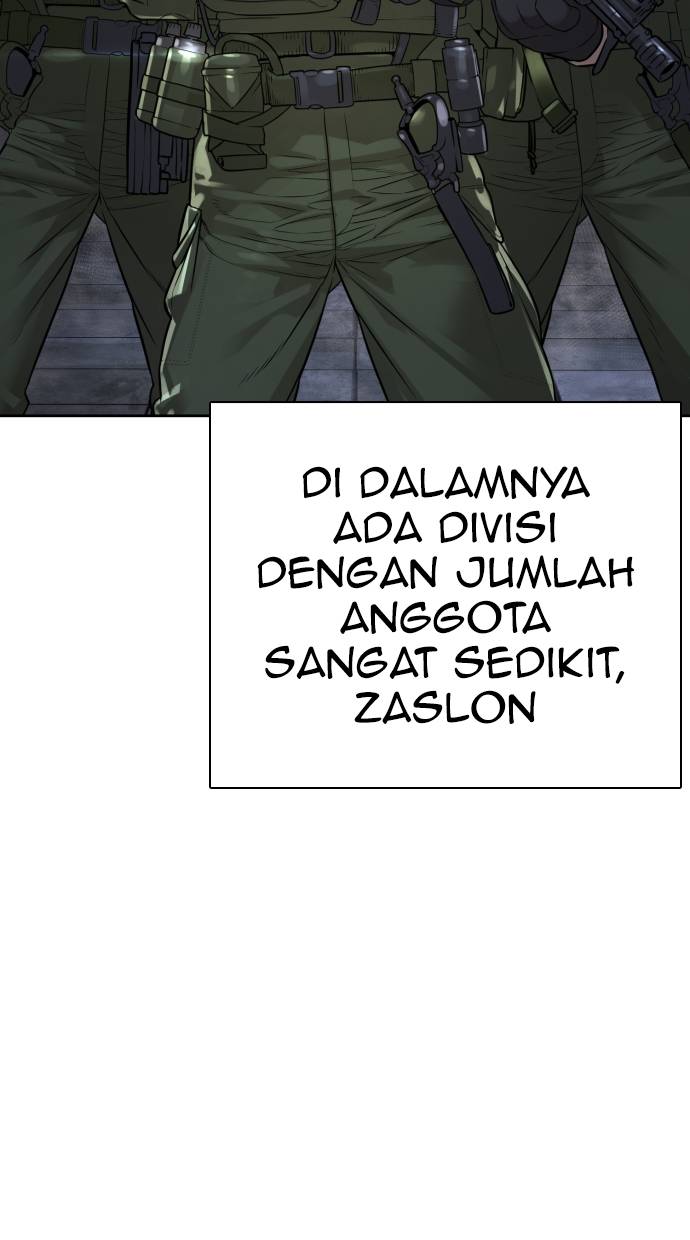 DI DALAMNYA
ADA DIVISI
DENGAN JUMLAH
ANGGOTA
SANGAT SEDIKIT,
ZASLON